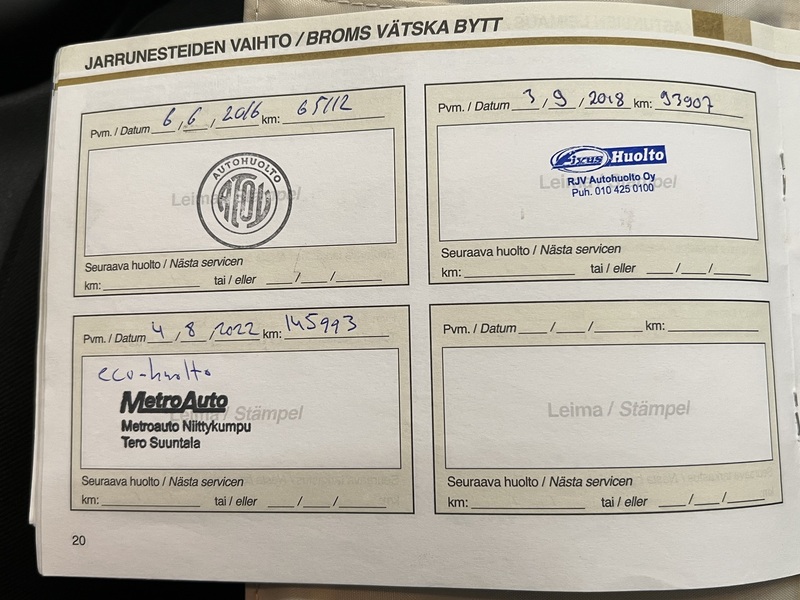 JARRUNESTEIDEN VAIHTO / BROMS VÄTSKA BYTT
Pvm. / Datum 6 / 6 / 2016 km: 65112
Leima / Stämpel
AUTOHUOLTO
ATOY
Seuraava huolto / Nästa servicen
km: tai / eller / /
Pvm. / Datum 3 / 9 / 2018 km: 93907
Leima / Stämpel
Fixus Huolto
RJV Autohuolto Oy
Puh. 010 425 0100
Seuraava huolto / Nästa servicen
km: tai / eller / /
Pvm. / Datum 4 / 8 / 2022 km: 145993
eco-huolto
Leima / Stämpel
MetroAuto
Metroauto Niittykumpu
Tero Suuntala
Seuraava huolto / Nästa servicen
km: tai / eller / /
Pvm. / Datum / / km:
Leima / Stämpel
Seuraava huolto / Nästa servicen
km: tai / eller / /
20